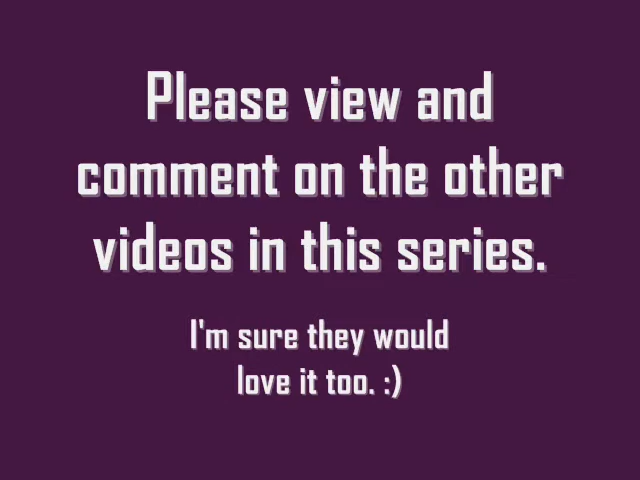 Please view and
comment on the other
videos in this series.
I'm sure they would
love it too. :)